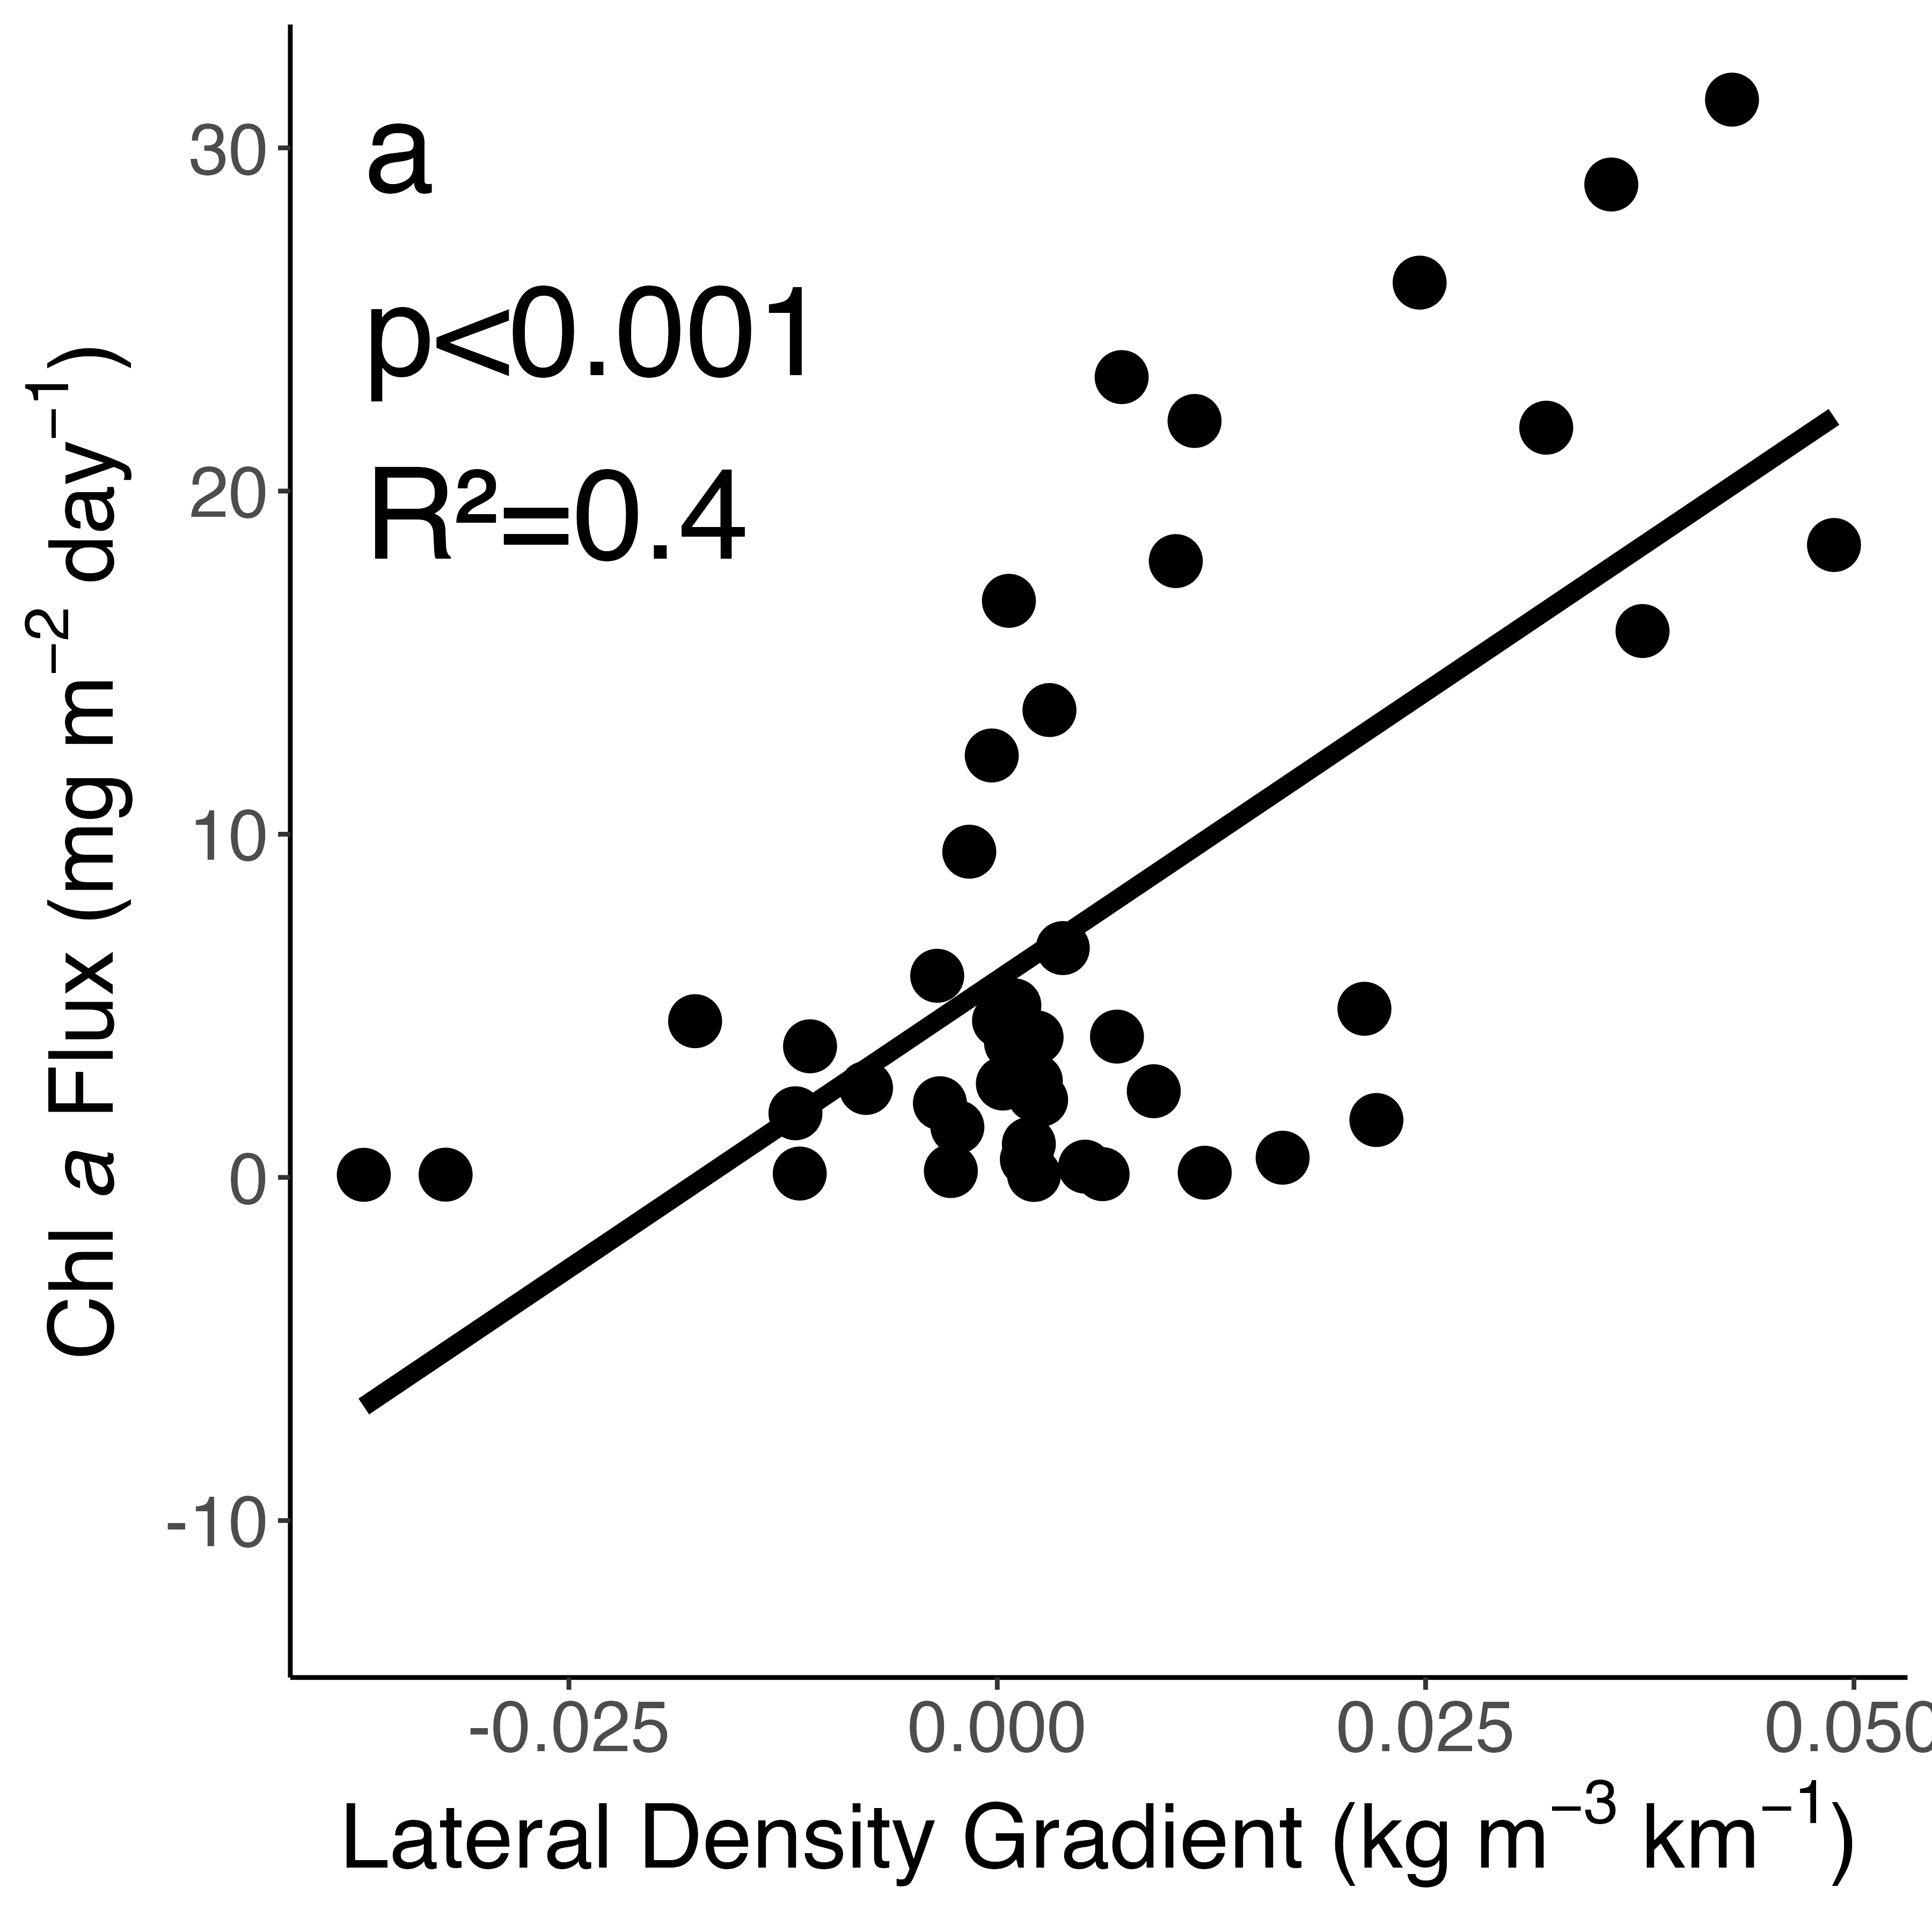 a
p<0.001
R²=0.4
30
20
10
0
-10
Chl a Flux (mg m⁻² day⁻¹)
-0.025 0.000 0.025 0.050
Lateral Density Gradient (kg m⁻³ km⁻¹)